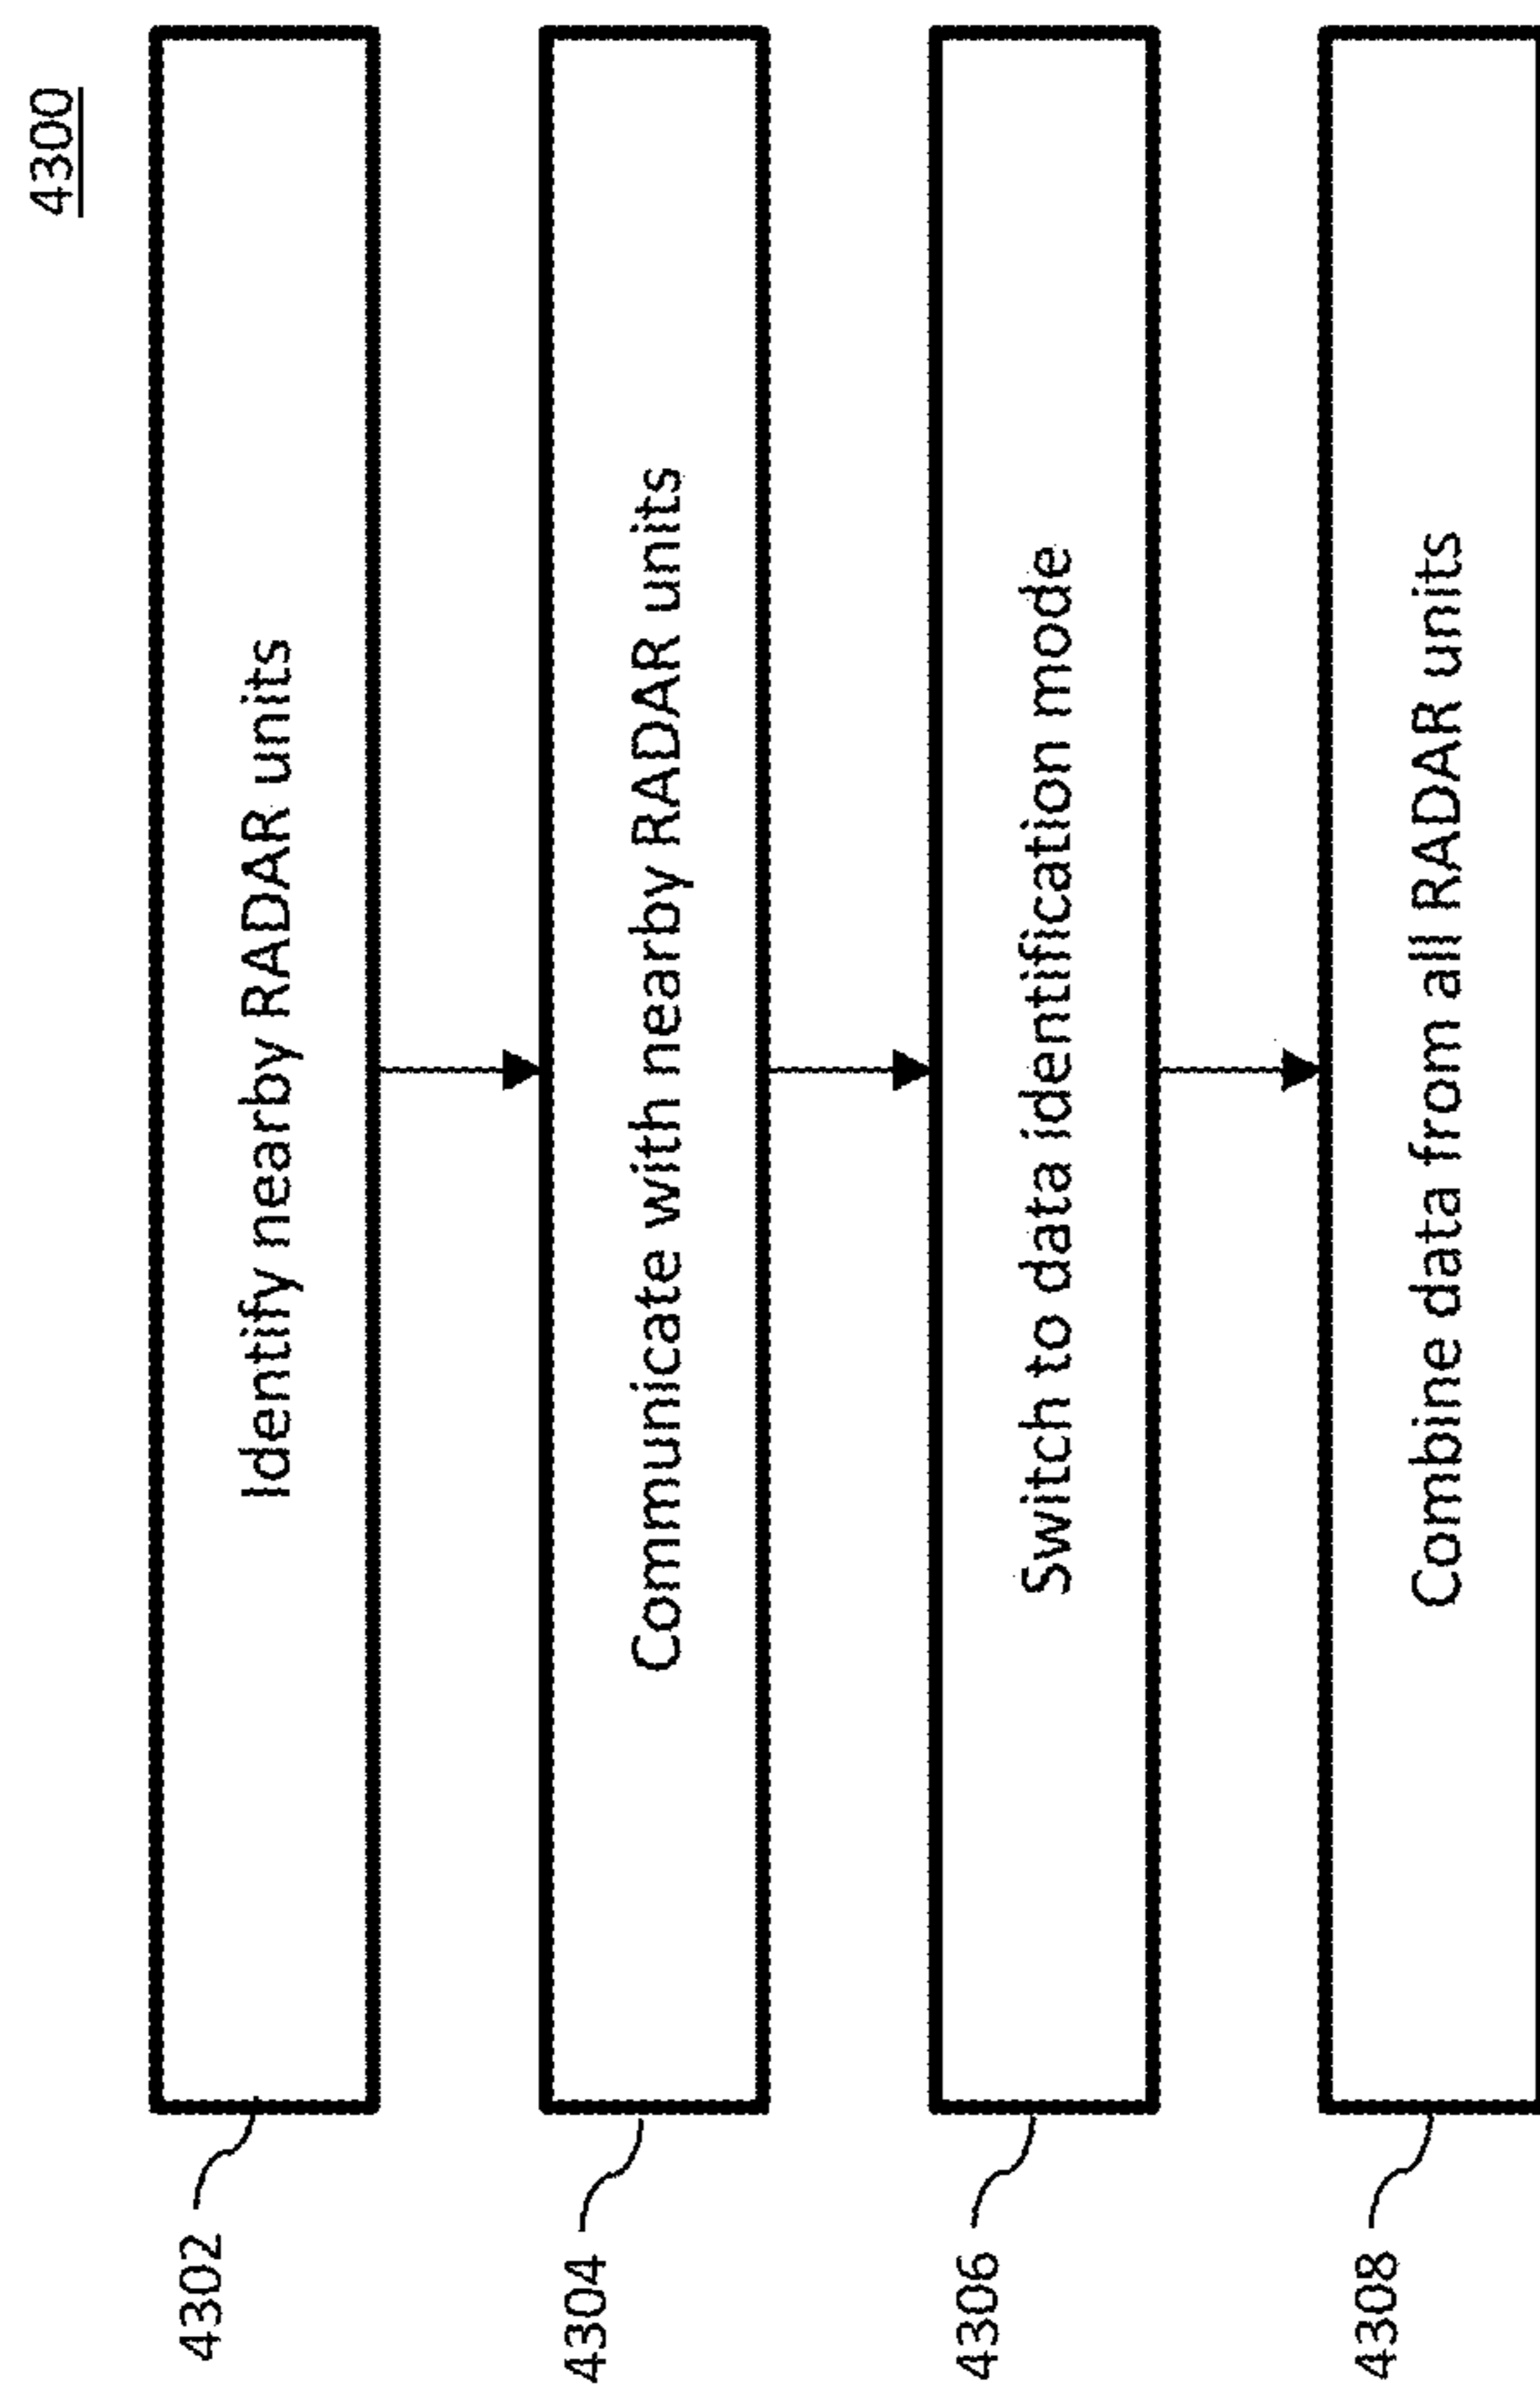 4300
Identify nearby RADAR units
4302
Communicate with nearby RADAR units
4304
Switch to data identification mode
4306
Combine data from all RADAR units
4308